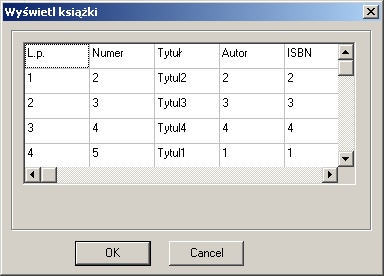 Wyświetl książki
L.p. Numer Tytuł Autor ISBN
1 2 Tytul2 2 2
2 3 Tytul3 3 3
3 4 Tytul4 4 4
4 5 Tytul1 1 1
OK Cancel